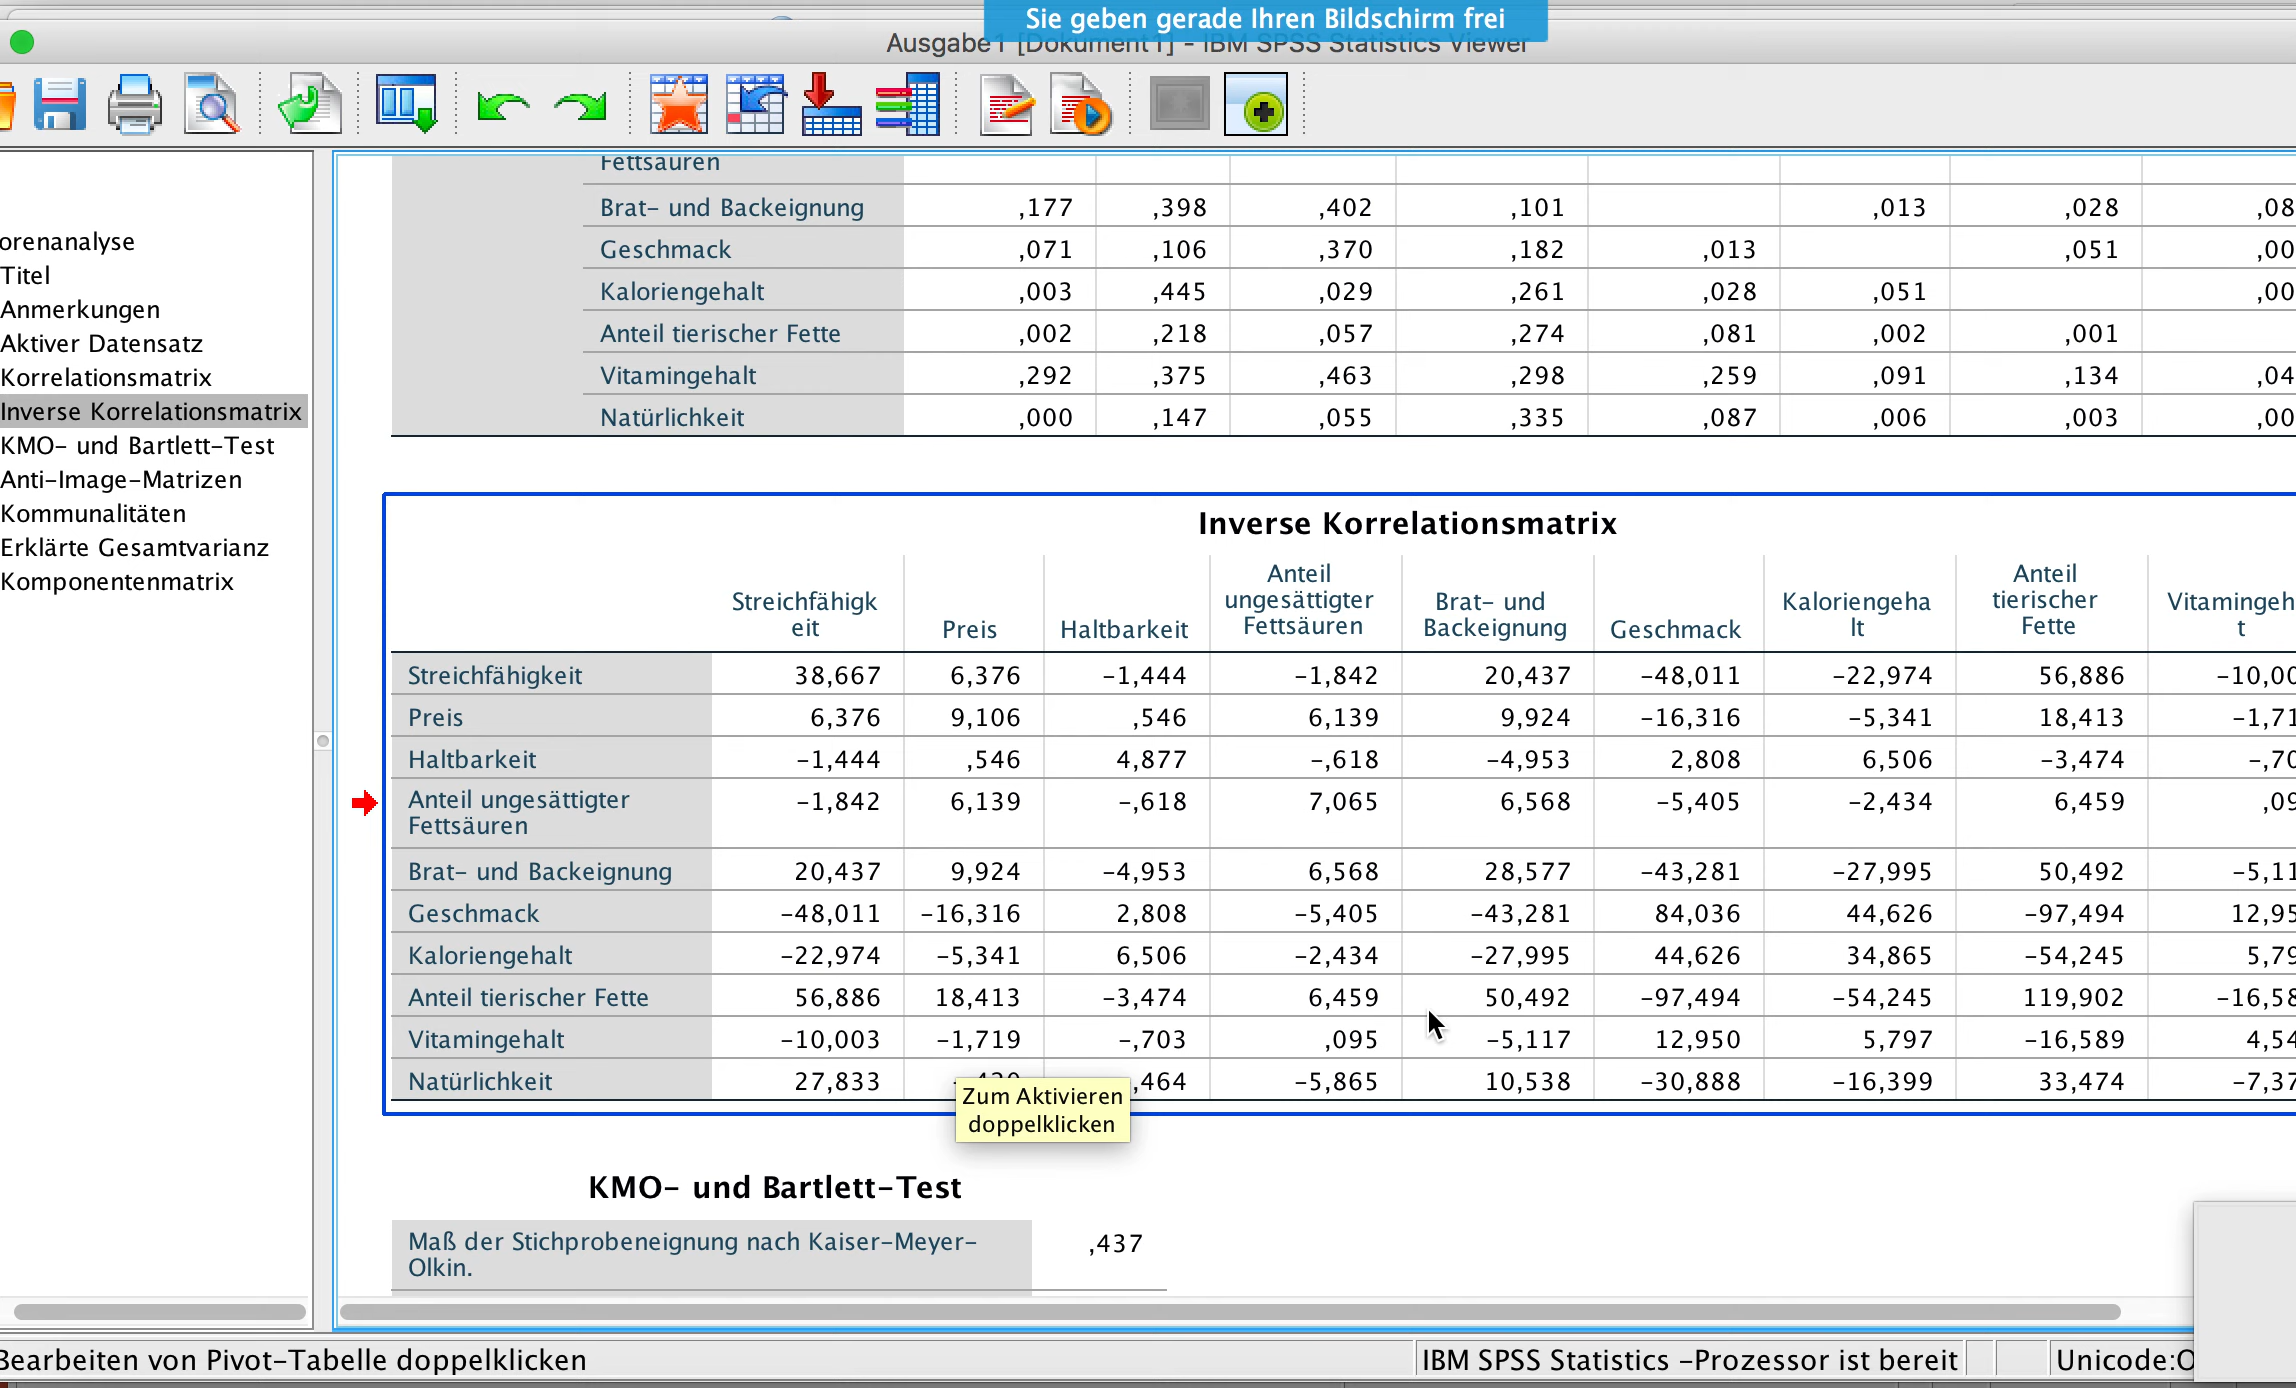 Sie geben gerade Ihren Bildschirm frei
Ausgabe1 [Dokument1] - IBM SPSS Statistics Viewer
orenanalyse
Titel
Anmerkungen
Aktiver Datensatz
Korrelationsmatrix
Inverse Korrelationsmatrix
KMO- und Bartlett-Test
Anti-Image-Matrizen
Kommunalitäten
Erklärte Gesamtvarianz
Komponentenmatrix
Fettsäuren
Brat- und Backeignung ,177 ,398 ,402 ,101 ,013 ,028 ,08
Geschmack ,071 ,106 ,370 ,182 ,013 ,051 ,00
Kaloriengehalt ,003 ,445 ,029 ,261 ,028 ,051 ,00
Anteil tierischer Fette ,002 ,218 ,057 ,274 ,081 ,002 ,001
Vitamingehalt ,292 ,375 ,463 ,298 ,259 ,091 ,134 ,04
Natürlichkeit ,000 ,147 ,055 ,335 ,087 ,006 ,003 ,00
Inverse Korrelationsmatrix
Streichfähigk
eit
Preis
Haltbarkeit
Anteil
ungesättigter
Fettsäuren
Brat- und
Backeignung
Geschmack
Kaloriengeha
lt
Anteil
tierischer
Fette
Vitamingeh
t
Streichfähigkeit 38,667 6,376 -1,444 -1,842 20,437 -48,011 -22,974 56,886 -10,00
Preis 6,376 9,106 ,546 6,139 9,924 -16,316 -5,341 18,413 -1,71
Haltbarkeit -1,444 ,546 4,877 -,618 -4,953 2,808 6,506 -3,474 -,70
Anteil ungesättigter
Fettsäuren -1,842 6,139 -,618 7,065 6,568 -5,405 -2,434 6,459 ,09
Brat- und Backeignung 20,437 9,924 -4,953 6,568 28,577 -43,281 -27,995 50,492 -5,11
Geschmack -48,011 -16,316 2,808 -5,405 -43,281 84,036 44,626 -97,494 12,95
Kaloriengehalt -22,974 -5,341 6,506 -2,434 -27,995 44,626 34,865 -54,245 5,79
Anteil tierischer Fette 56,886 18,413 -3,474 6,459 50,492 -97,494 -54,245 119,902 -16,58
Vitamingehalt -10,003 -1,719 -,703 ,095 -5,117 12,950 5,797 -16,589 4,54
Natürlichkeit 27,833 ,464 -5,865 10,538 -30,888 -16,399 33,474 -7,37
Zum Aktivieren
doppelklicken
KMO- und Bartlett-Test
Maß der Stichprobeneignung nach Kaiser-Meyer-
Olkin. ,437
Bearbeiten von Pivot-Tabelle doppelklicken
IBM SPSS Statistics -Prozessor ist bereit
Unicode:O